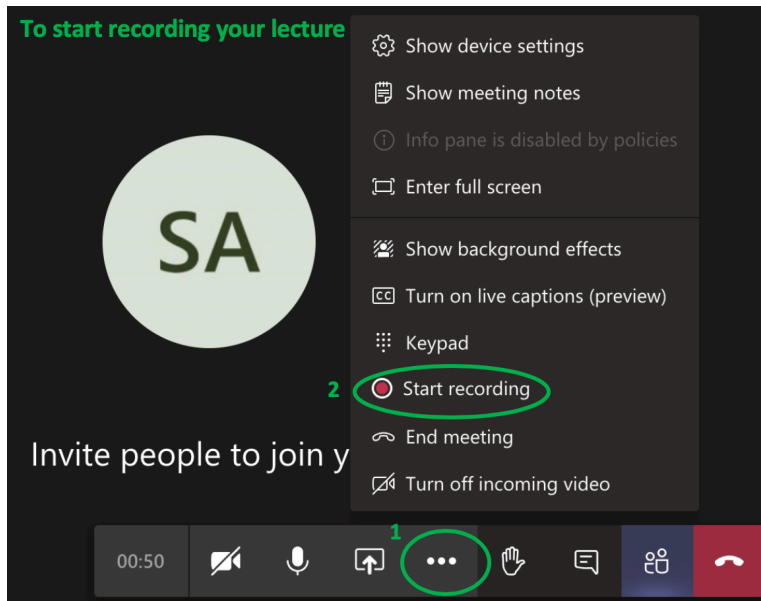 To start recording your lecture
Show device settings
Show meeting notes
Info pane is disabled by policies
Enter full screen
SA
Show background effects
CC Turn on live captions (preview)
Keypad
2 Start recording
End meeting
Invite people to join y
Turn off incoming video
1
00:50